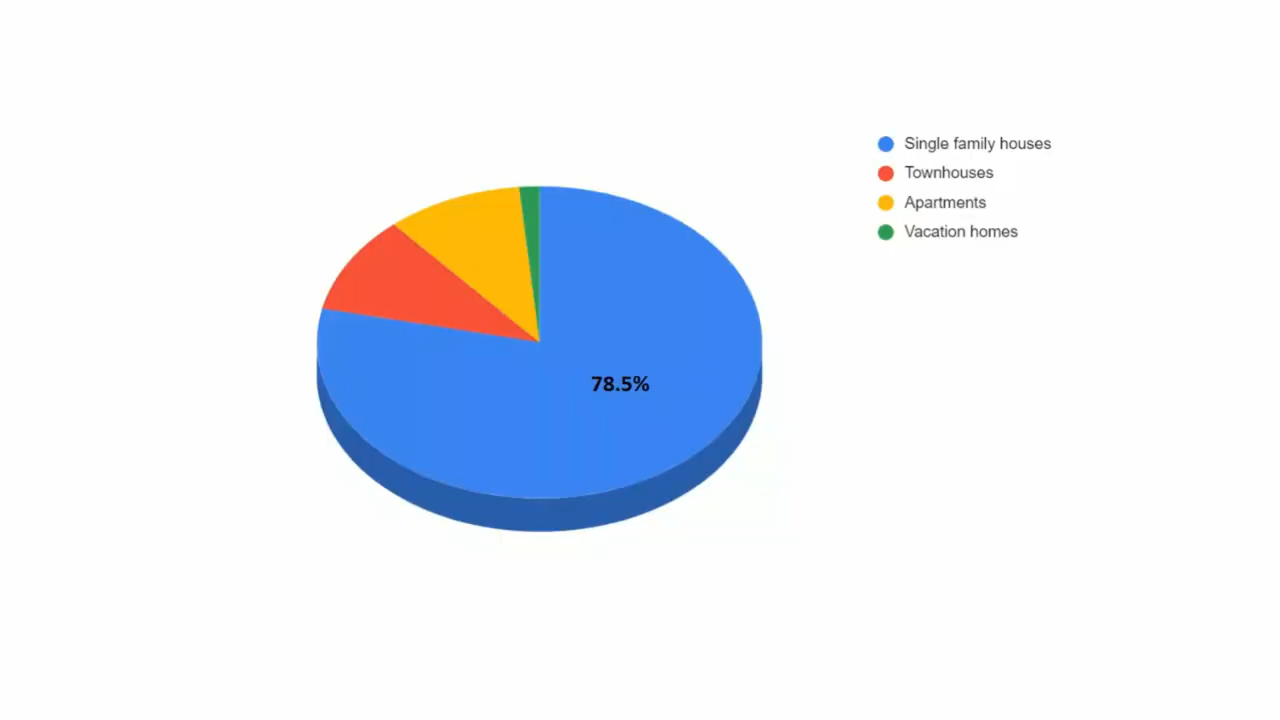 Single family houses
Townhouses
Apartments
Vacation homes
78.5%